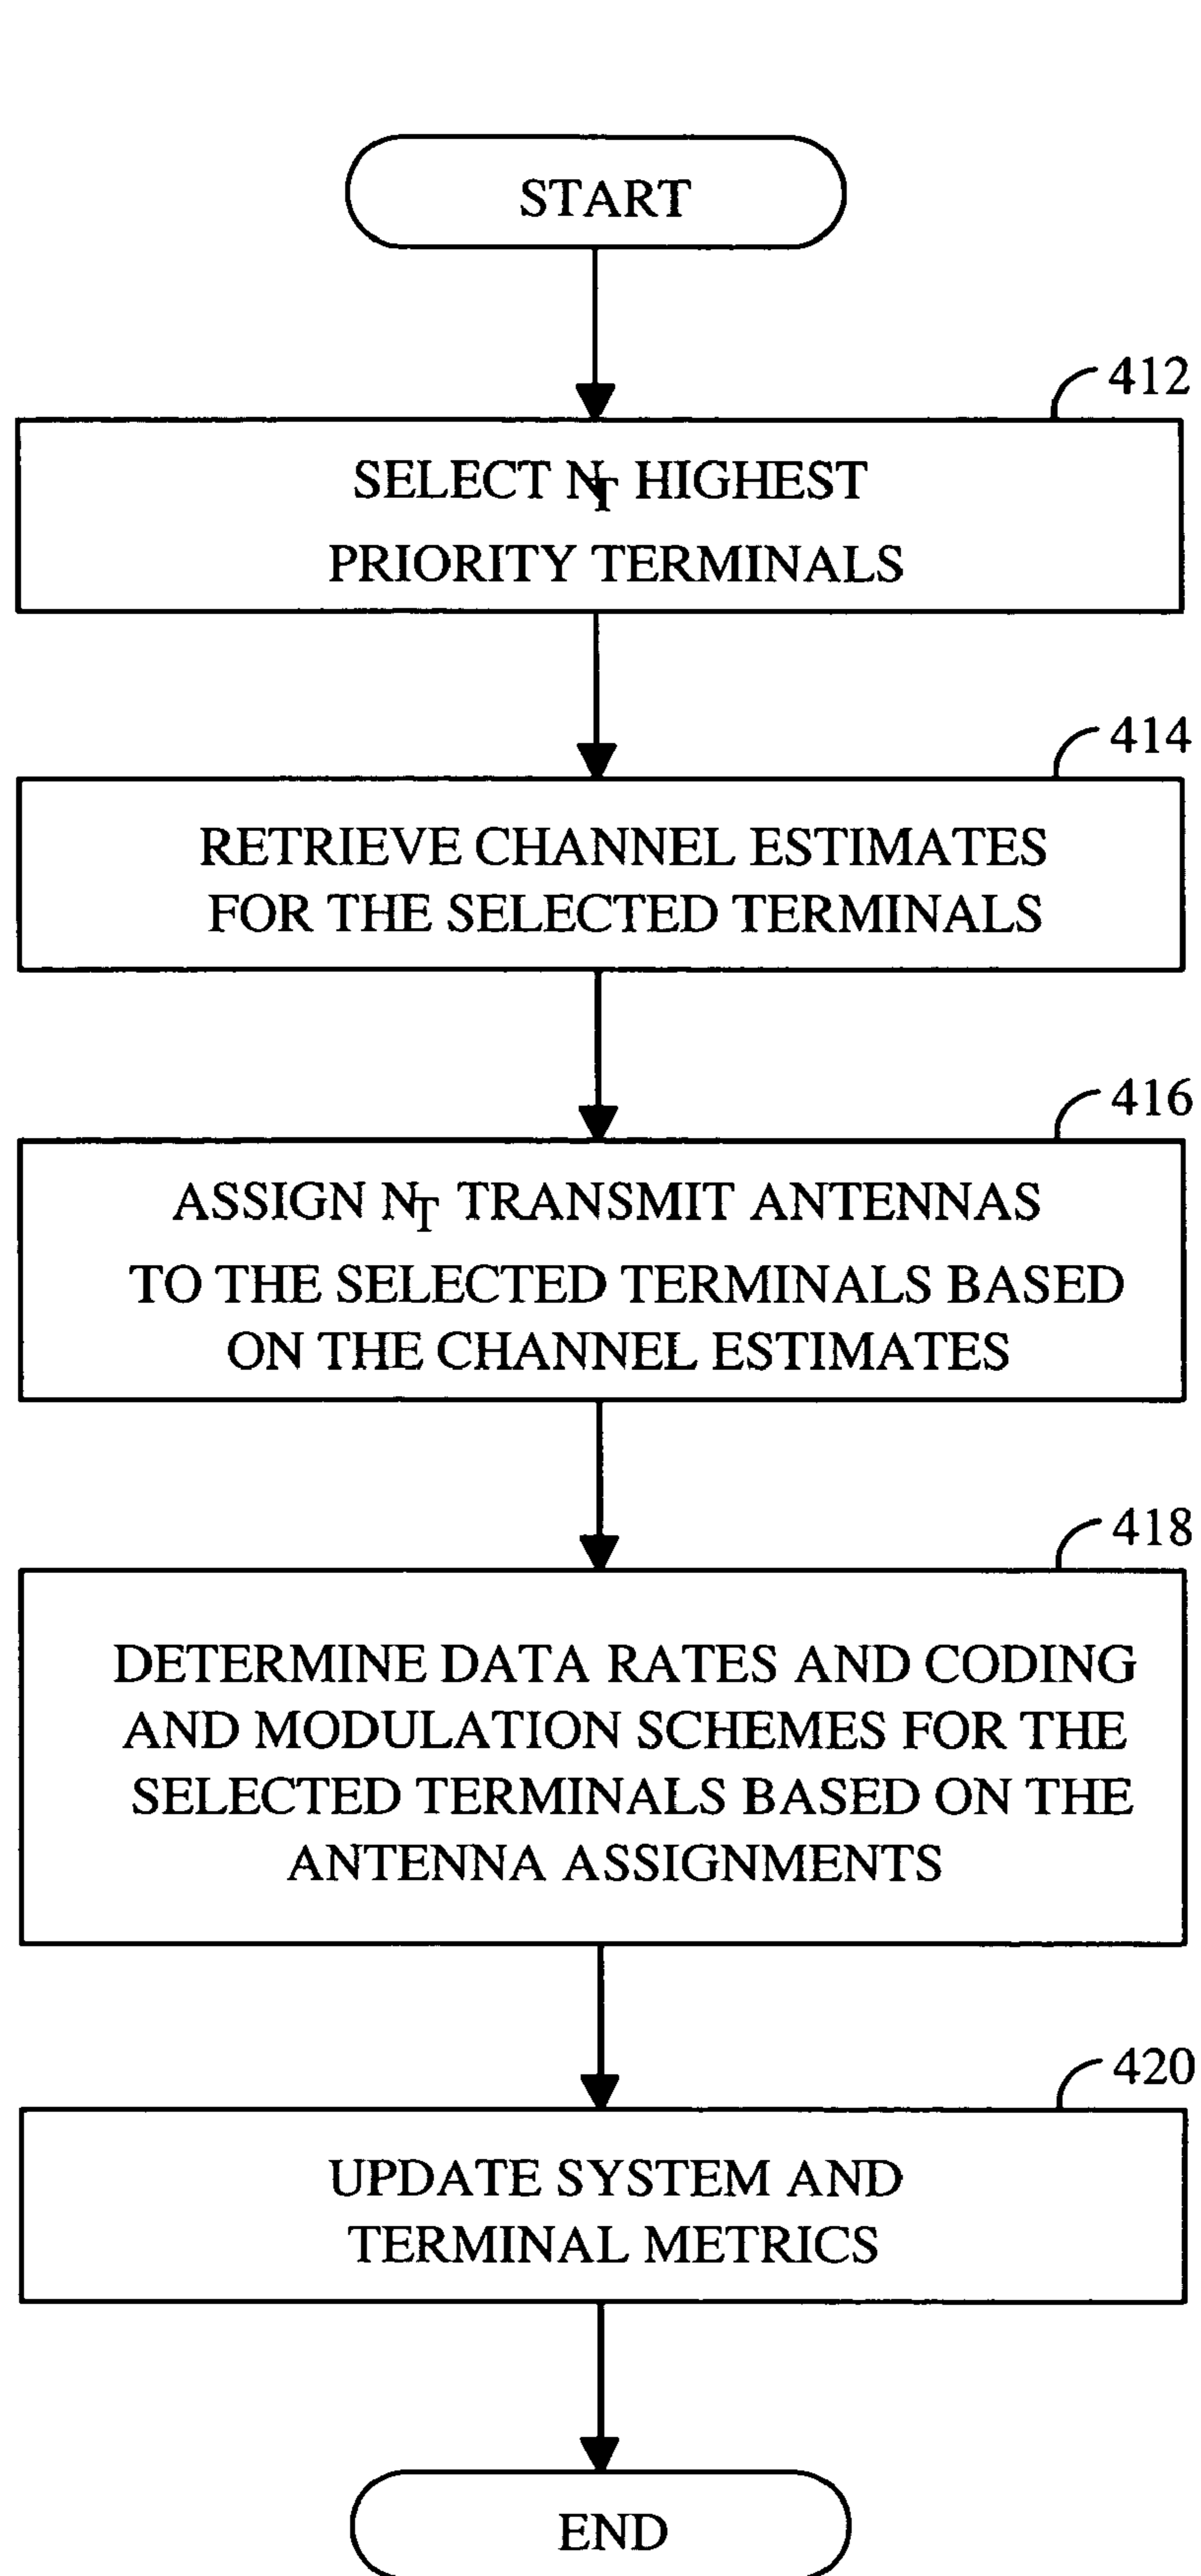 START
412
SELECT N_T HIGHEST
PRIORITY TERMINALS
414
RETRIEVE CHANNEL ESTIMATES
FOR THE SELECTED TERMINALS
416
ASSIGN N_T TRANSMIT ANTENNAS
TO THE SELECTED TERMINALS BASED
ON THE CHANNEL ESTIMATES
418
DETERMINE DATA RATES AND CODING
AND MODULATION SCHEMES FOR THE
SELECTED TERMINALS BASED ON THE
ANTENNA ASSIGNMENTS
420
UPDATE SYSTEM AND
TERMINAL METRICS
END